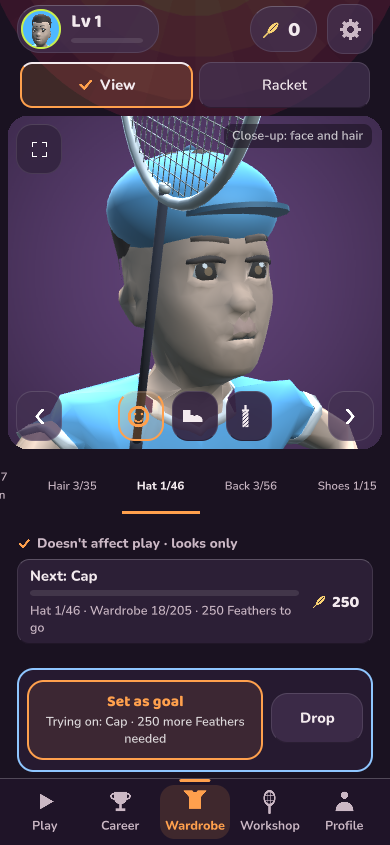 Lv 1
0
View
Racket
Close-up: face and hair
7
n
Hair 3/35
Hat 1/46
Back 3/56
Shoes 1/15
Doesn't affect play · looks only
Next: Cap
Hat 1/46 · Wardrobe 18/205 · 250 Feathers to
go
250
Set as goal
Trying on: Cap · 250 more Feathers
needed
Drop
Play
Career
Wardrobe
Workshop
Profile